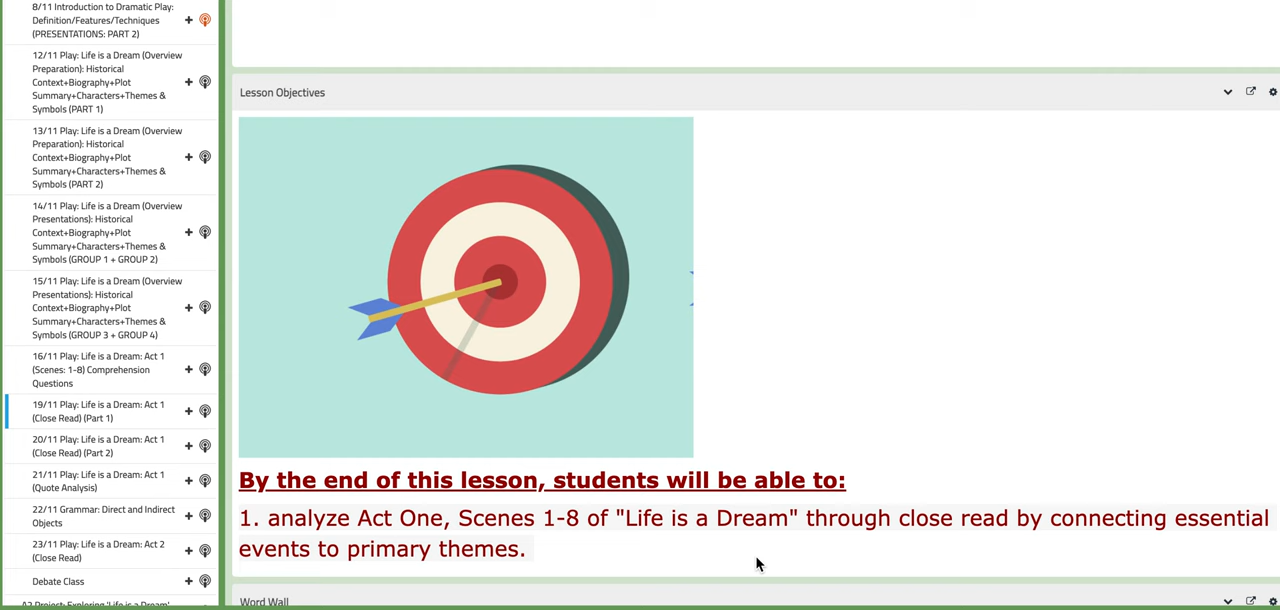 8/11 Introduction to Dramatic Play:
Definition/Features/Techniques
(PRESENTATIONS: PART 2)
12/11 Play: Life is a Dream (Overview
Preparation): Historical
Context+Biography+Plot
Summary+Characters+Themes &
Symbols (PART 1)
13/11 Play: Life is a Dream (Overview
Preparation): Historical
Context+Biography+Plot
Summary+Characters+Themes &
Symbols (PART 2)
14/11 Play: Life is a Dream (Overview
Presentations): Historical
Context+Biography+Plot
Summary+Characters+Themes &
Symbols (GROUP 1 + GROUP 2)
15/11 Play: Life is a Dream (Overview
Presentations): Historical
Context+Biography+Plot
Summary+Characters+Themes &
Symbols (GROUP 3 + GROUP 4)
16/11 Play: Life is a Dream: Act 1
(Scenes: 1-8) Comprehension
Questions
19/11 Play: Life is a Dream: Act 1
(Close Read) (Part 1)
20/11 Play: Life is a Dream: Act 1
(Close Read) (Part 2)
21/11 Play: Life is a Dream: Act 1
(Quote Analysis)
22/11 Grammar: Direct and Indirect
Objects
23/11 Play: Life is a Dream: Act 2
(Close Read)
Debate Class
A2 Project: Exploring 'Life is a Dream'
Lesson Objectives
By the end of this lesson, students will be able to:
1. analyze Act One, Scenes 1-8 of "Life is a Dream" through close read by connecting essential
events to primary themes.
Word Wall